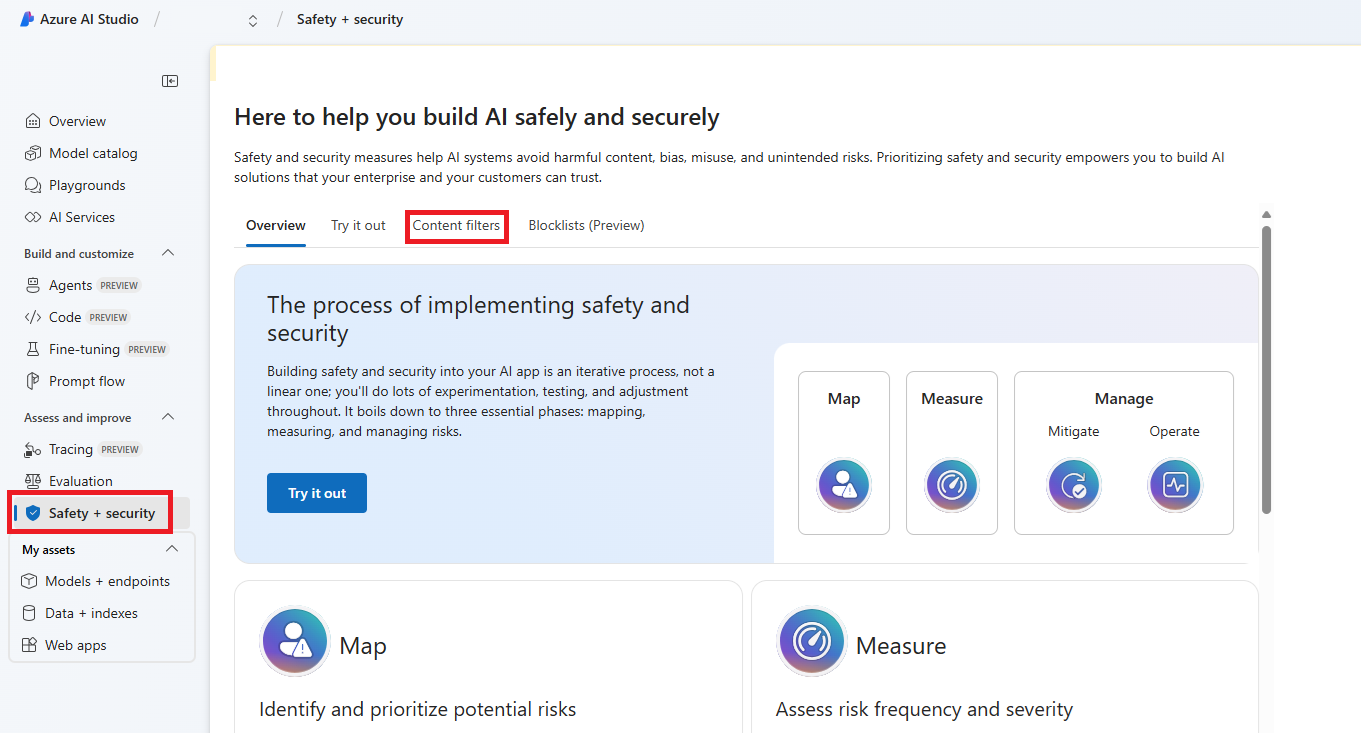 Azure AI Studio / / Safety + security
Overview
Model catalog
Playgrounds
AI Services
Build and customize
Agents PREVIEW
Code PREVIEW
Fine-tuning PREVIEW
Prompt flow
Assess and improve
Tracing PREVIEW
Evaluation
Safety + security
My assets
Models + endpoints
Data + indexes
Web apps
Here to help you build AI safely and securely
Safety and security measures help AI systems avoid harmful content, bias, misuse, and unintended risks. Prioritizing safety and security empowers you to build AI
solutions that your enterprise and your customers can trust.
Overview Try it out Content filters Blocklists (Preview)
The process of implementing safety and
security
Building safety and security into your AI app is an iterative process, not a
linear one; you'll do lots of experimentation, testing, and adjustment
throughout. It boils down to three essential phases: mapping,
measuring, and managing risks.
Try it out
Map
Measure
Manage
Mitigate Operate
Map
Identify and prioritize potential risks
Measure
Assess risk frequency and severity